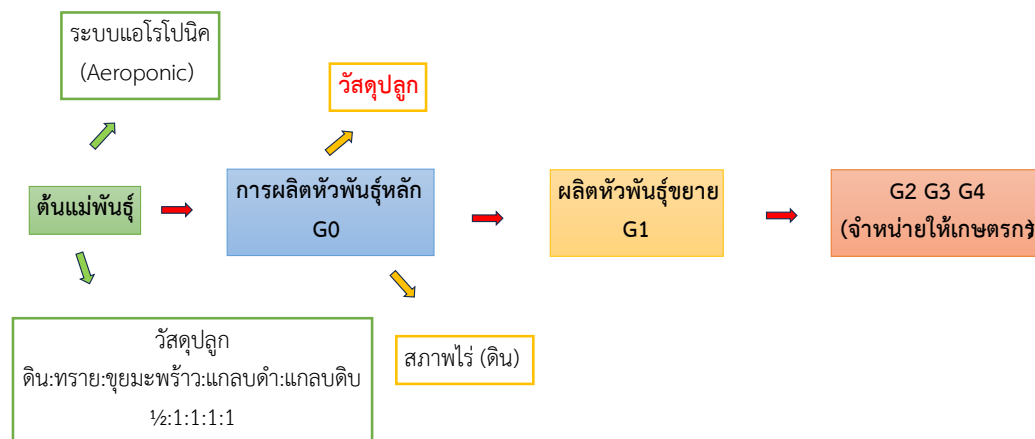 ระบบแอโรโปนิค
(Aeroponic)
วัสดุปลูก
ต้นแม่พันธุ์
การผลิตหัวพันธุ์หลัก
G0
ผลิตหัวพันธุ์ขยาย
G1
G2 G3 G4
(จำหน่ายให้เกษตรกร)
วัสดุปลูก
ดิน:ทราย:ขุยมะพร้าว:แกลบดำ:แกลบดิบ
½:1:1:1:1
สภาพไร่ (ดิน)